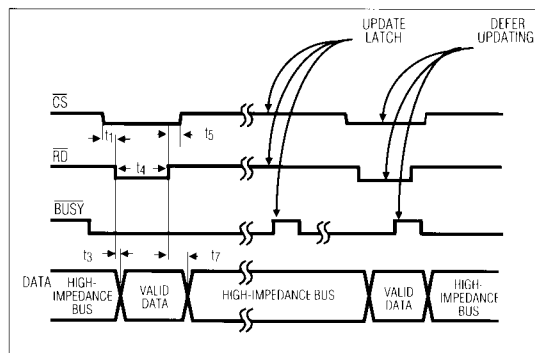 UPDATE
LATCH
DEFER
UPDATING
CS
t1
t5
RD
t4
BUSY
t3
t7
DATA
HIGH-
IMPEDANCE
BUS
VALID
DATA
HIGH-IMPEDANCE BUS
VALID
DATA
HIGH-
IMPEDANCE
BUS